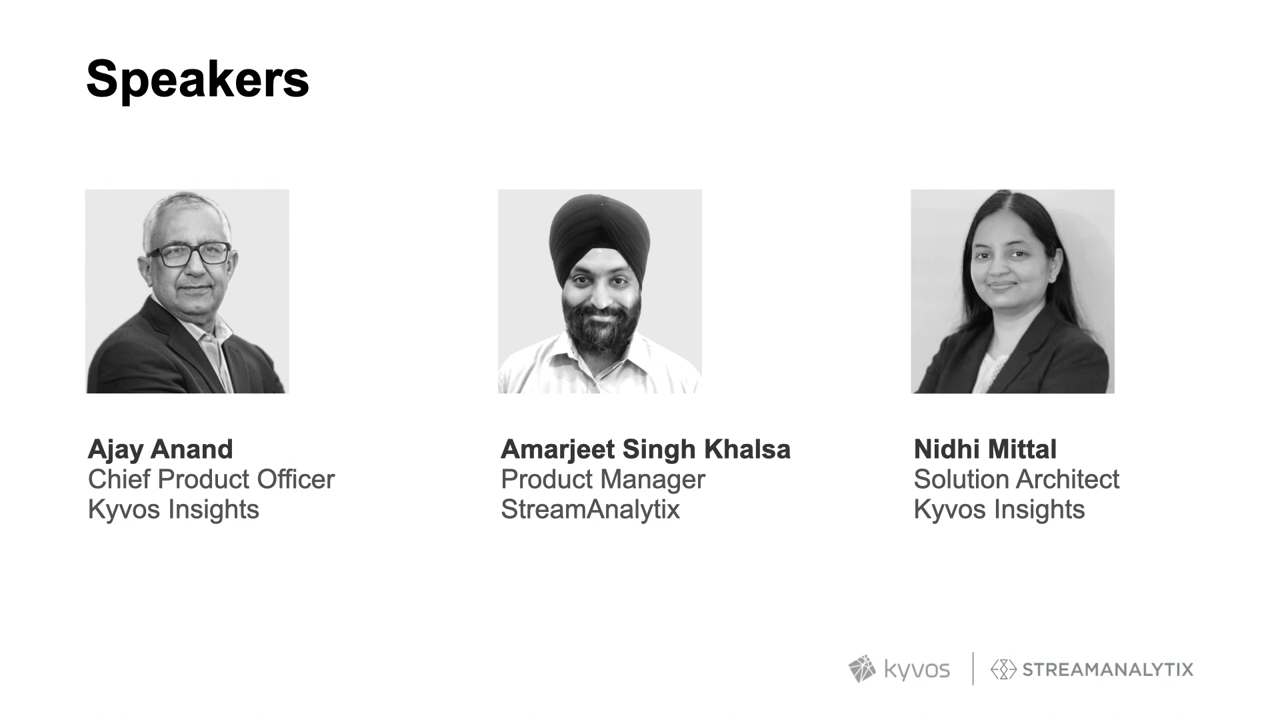 Speakers
Ajay Anand
Chief Product Officer
Kyvos Insights
Amarjeet Singh Khalsa
Product Manager
StreamAnalytix
Nidhi Mittal
Solution Architect
Kyvos Insights
kyvos
STREAMANALYTIX